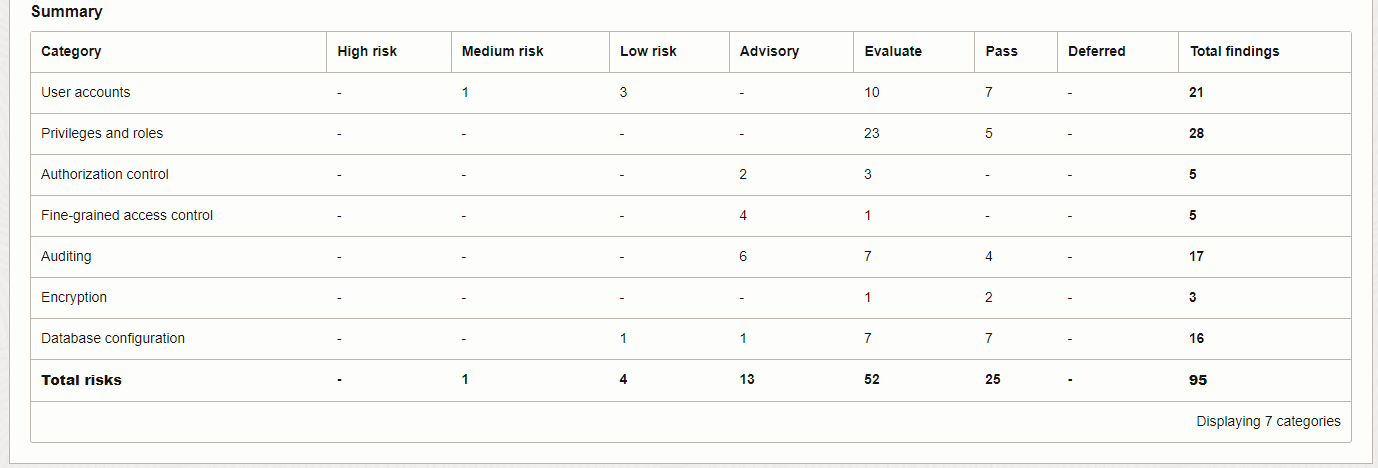 Summary
Category High risk Medium risk Low risk Advisory Evaluate Pass Deferred Total findings
User accounts - 1 3 - 10 7 - 21
Privileges and roles - - - - 23 5 - 28
Authorization control - - - 2 3 - - 5
Fine-grained access control - - - 4 1 - - 5
Auditing - - - 6 7 4 - 17
Encryption - - - - 1 2 - 3
Database configuration - - 1 1 7 7 - 16
Total risks - 1 4 13 52 25 - 95
Displaying 7 categories